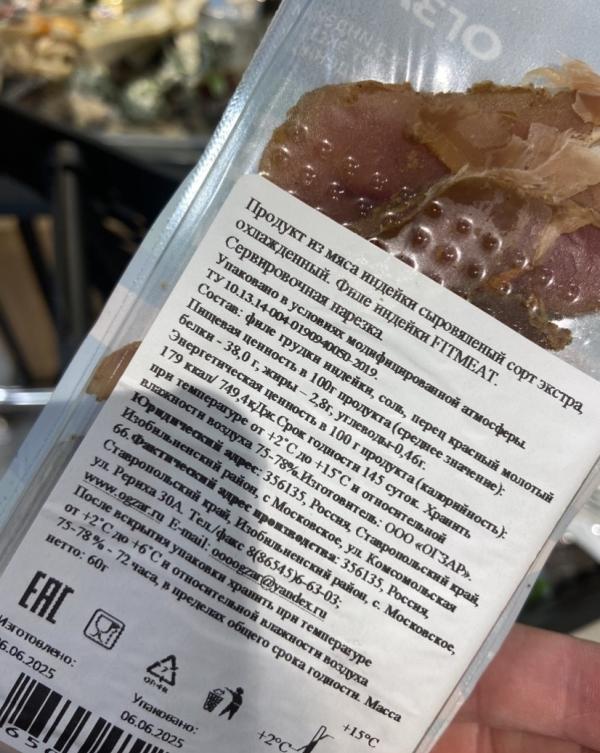 Продукт из мяса индейки сыровяленый сорт экстра,
охлажденный. Филе индейки FITMEAT.
Сервировочная нарезка.
Упаковано в условиях модифицированной атмосферы.
ТУ 10.13.14-004-0190940050-2019.
Состав: филе грудки индейки, соль, перец красный молотый
Пищевая ценность в 100г продукта (среднее значение):
белки - 38,0 г, жиры – 2,8г, углеводы-0,46г.
Энергетическая ценность в 100 г продукта (калорийность):
179 ккал/ 749,4кДж.Срок годности 145 суток. Хранить
при температуре от +2°С до +15°С и относительной
влажности воздуха 75-78%.Изготовитель: ООО «ОГЗАР».
Юридический адрес: 356135, Россия, Ставропольский край,
Изобильненский район, с Московское, ул. Комсомольская
66. Фактический адрес производства: 356135, Россия,
Ставропольский край, Изобильненский район, с. Московское,
ул. Рериха 30А. Тел./факс 8(86545)6-63-03;
www.ogzar.ru E-mail: oooogzar@yandex.ru
После вскрытия упаковки хранить при температуре
от +2°С до +6°С и относительной влажности воздуха
75-78% - 72 часа, в пределах общего срока годности. Масса
нетто: 60г
EAC
Изготовлено:
06.06.2025
Упаковано:
06.06.2025
+2°С
+15°С